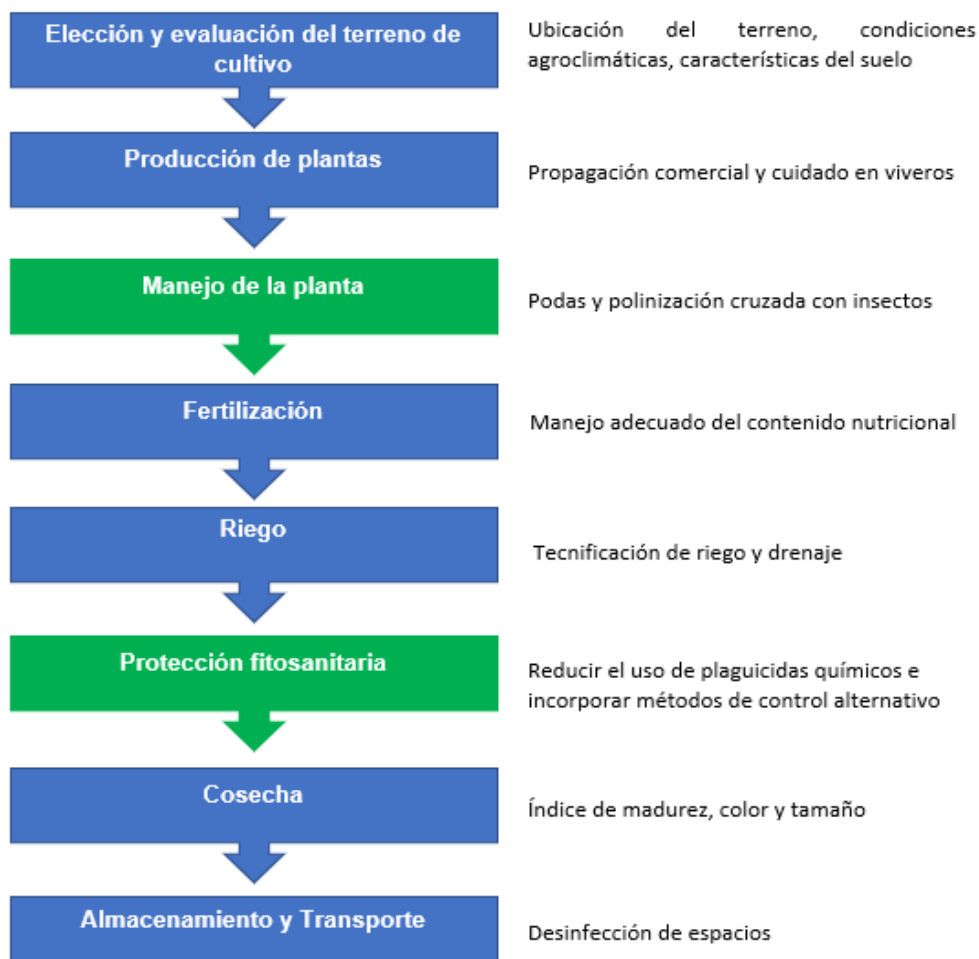 Elección y evaluación del terreno de
cultivo
Ubicación del terreno, condiciones
agroclimáticas, características del suelo
Producción de plantas
Propagación comercial y cuidado en viveros
Manejo de la planta
Podas y polinización cruzada con insectos
Fertilización
Manejo adecuado del contenido nutricional
Riego
Tecnificación de riego y drenaje
Protección fitosanitaria
Reducir el uso de plaguicidas químicos e
incorporar métodos de control alternativo
Cosecha
Índice de madurez, color y tamaño
Almacenamiento y Transporte
Desinfección de espacios